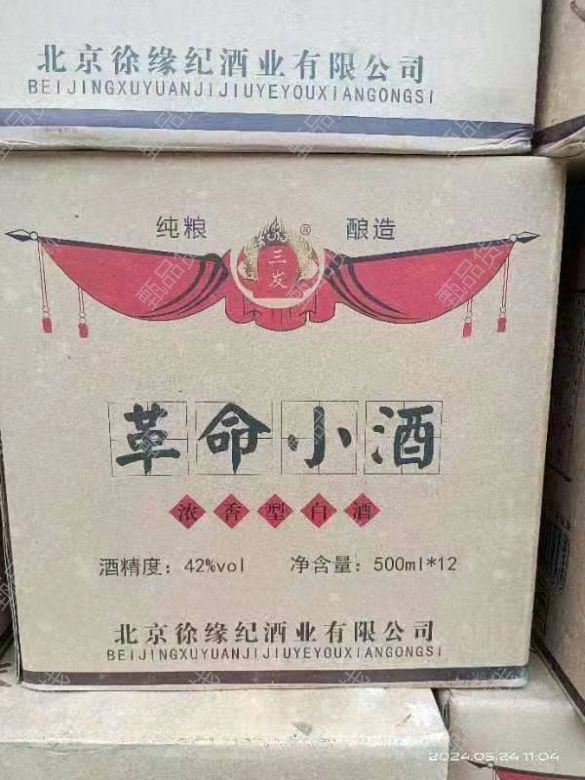 北京徐缘纪酒业有限公司
BEIJINGXUYUANJIJIUYEYOUXIANGONGSI
纯粮 ® 酿造
三发
革命小酒
浓香型白酒
酒精度：42%vol 净含量：500ml*12
北京徐缘纪酒业有限公司
BEIJINGXUYUANJIJIUYEYOUXIANGONGSI
2024.05.24 11:04